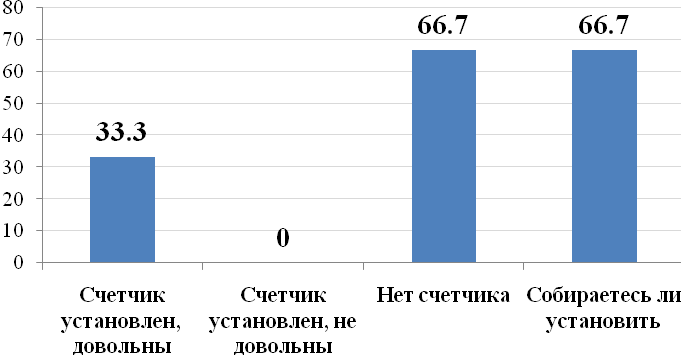 80
70
60
50
40
30
20
10
0
33.3
0
66.7
66.7
Счетчик
установлен,
довольны
Счетчик
установлен, не
довольны
Нет счетчика
Собираетесь ли
установить